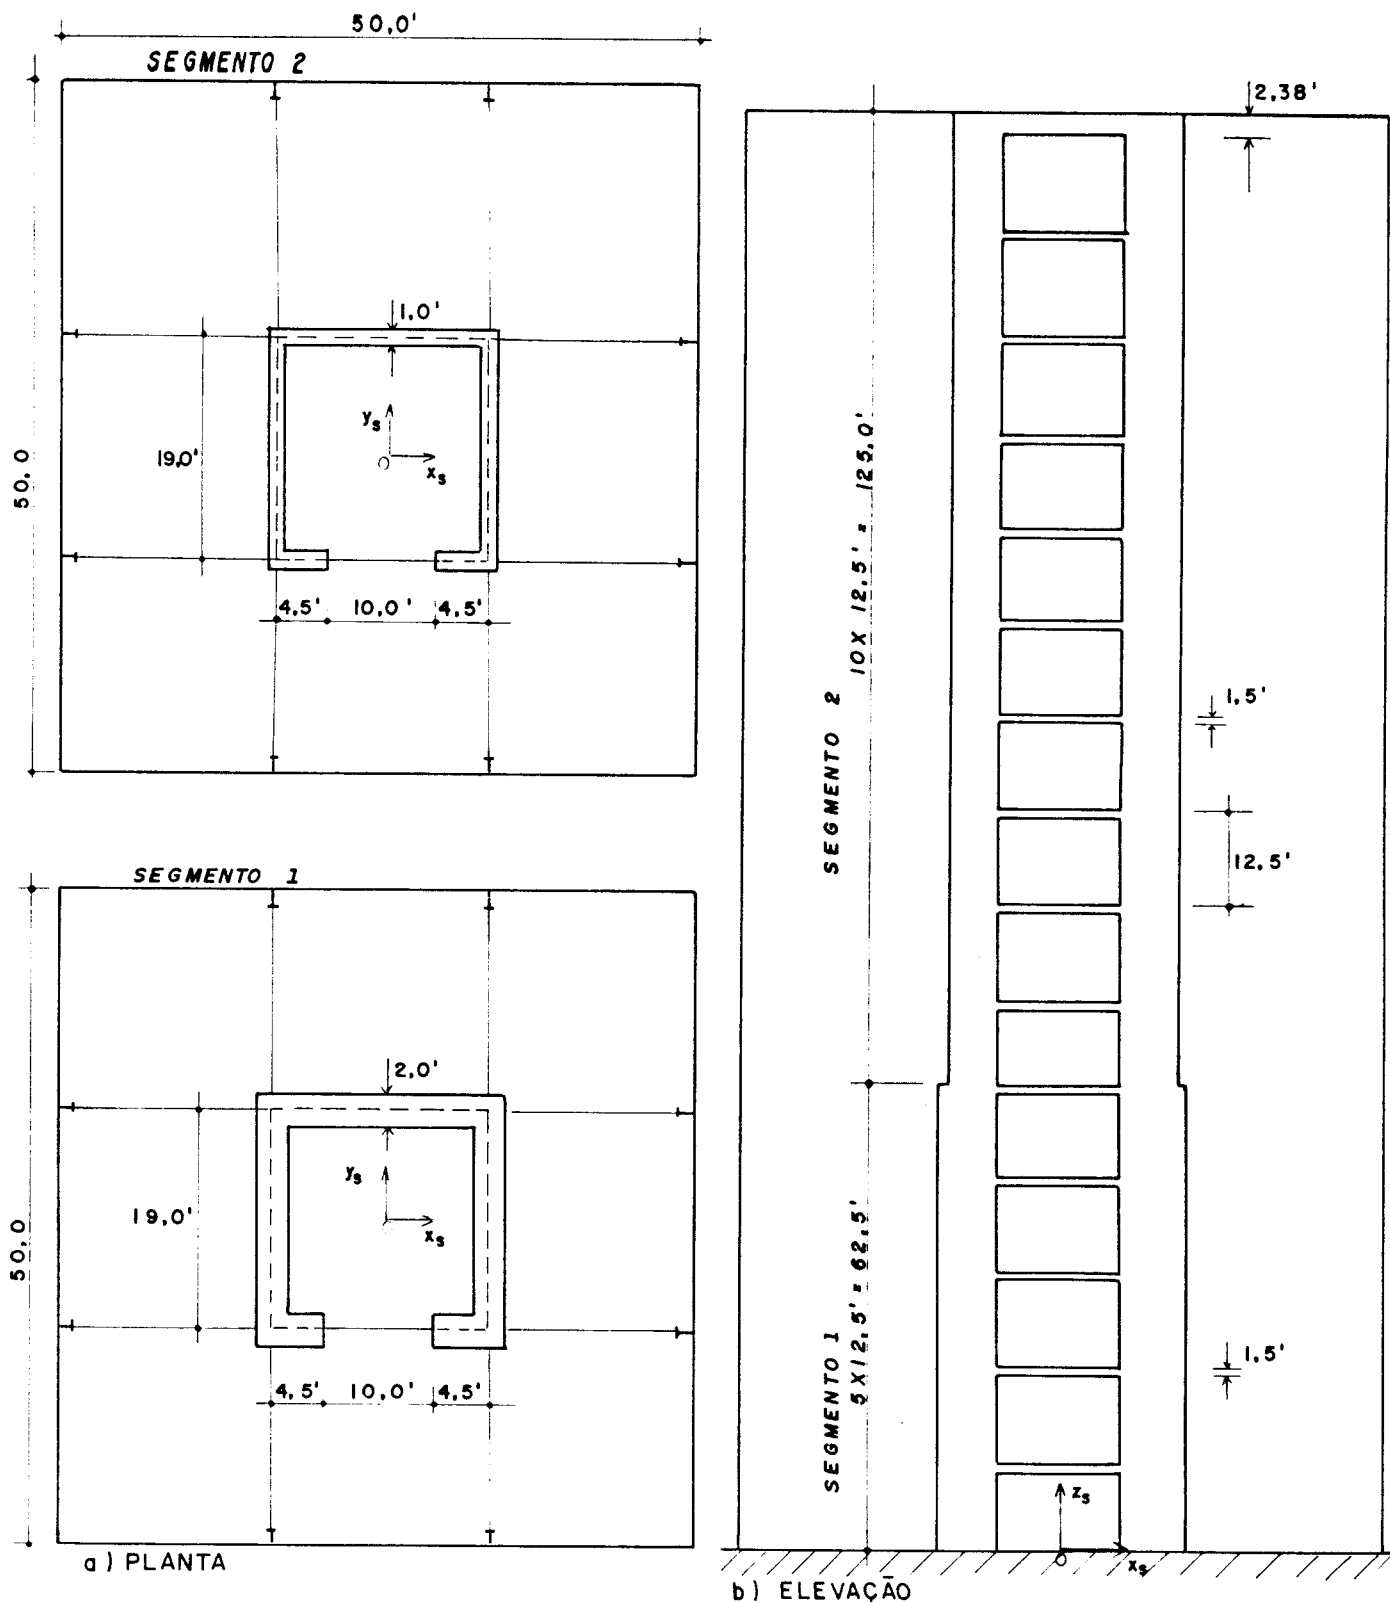 50,0'
SEGMENTO 2
1,0'
y_s
O
x_s
19,0'
50,0
4,5' 10,0' 4,5'
SEGMENTO 1
2,0'
y_s
x_s
19,0'
50,0
4,5' 10,0' 4,5'
a) PLANTA
2,38'
10X 12,5' = 125,0'
SEGMENTO 2
1,5'
12,5'
SEGMENTO 1
5X12,5' = 62,5'
1,5'
z_s
O
x_s
b) ELEVAÇÃO